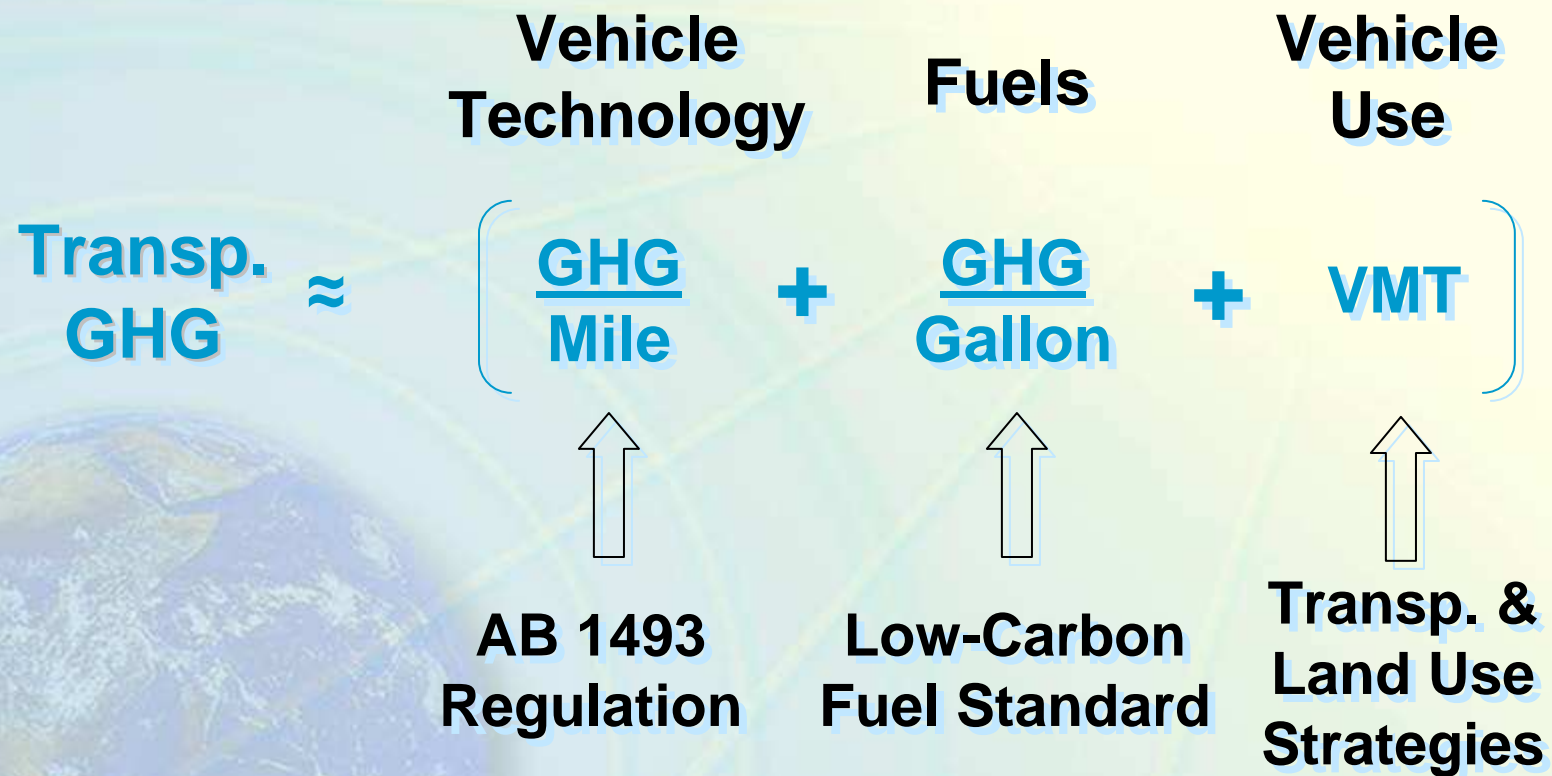 Vehicle
Technology
Fuels
Vehicle
Use
Transp.
GHG
≈
GHG
Mile
+
GHG
Gallon
+
VMT
AB 1493
Regulation
Low-Carbon
Fuel Standard
Transp. &
Land Use
Strategies